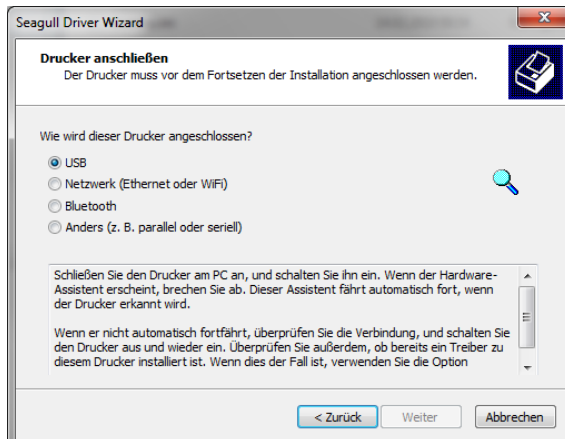 Seagull Driver Wizard
Drucker anschließen
Der Drucker muss vor dem Fortsetzen der Installation angeschlossen werden.
Wie wird dieser Drucker angeschlossen?
USB
Netzwerk (Ethernet oder WiFi)
Bluetooth
Anders (z. B. parallel oder seriell)
Schließen Sie den Drucker am PC an, und schalten Sie ihn ein. Wenn der Hardware-
Assistent erscheint, brechen Sie ab. Dieser Assistent fährt automatisch fort, wenn
der Drucker erkannt wird.
Wenn er nicht automatisch fortfährt, überprüfen Sie die Verbindung, und schalten Sie
den Drucker aus und wieder ein. Überprüfen Sie außerdem, ob bereits ein Treiber zu
diesem Drucker installiert ist. Wenn dies der Fall ist, verwenden Sie die Option
< Zurück
Weiter
Abbrechen